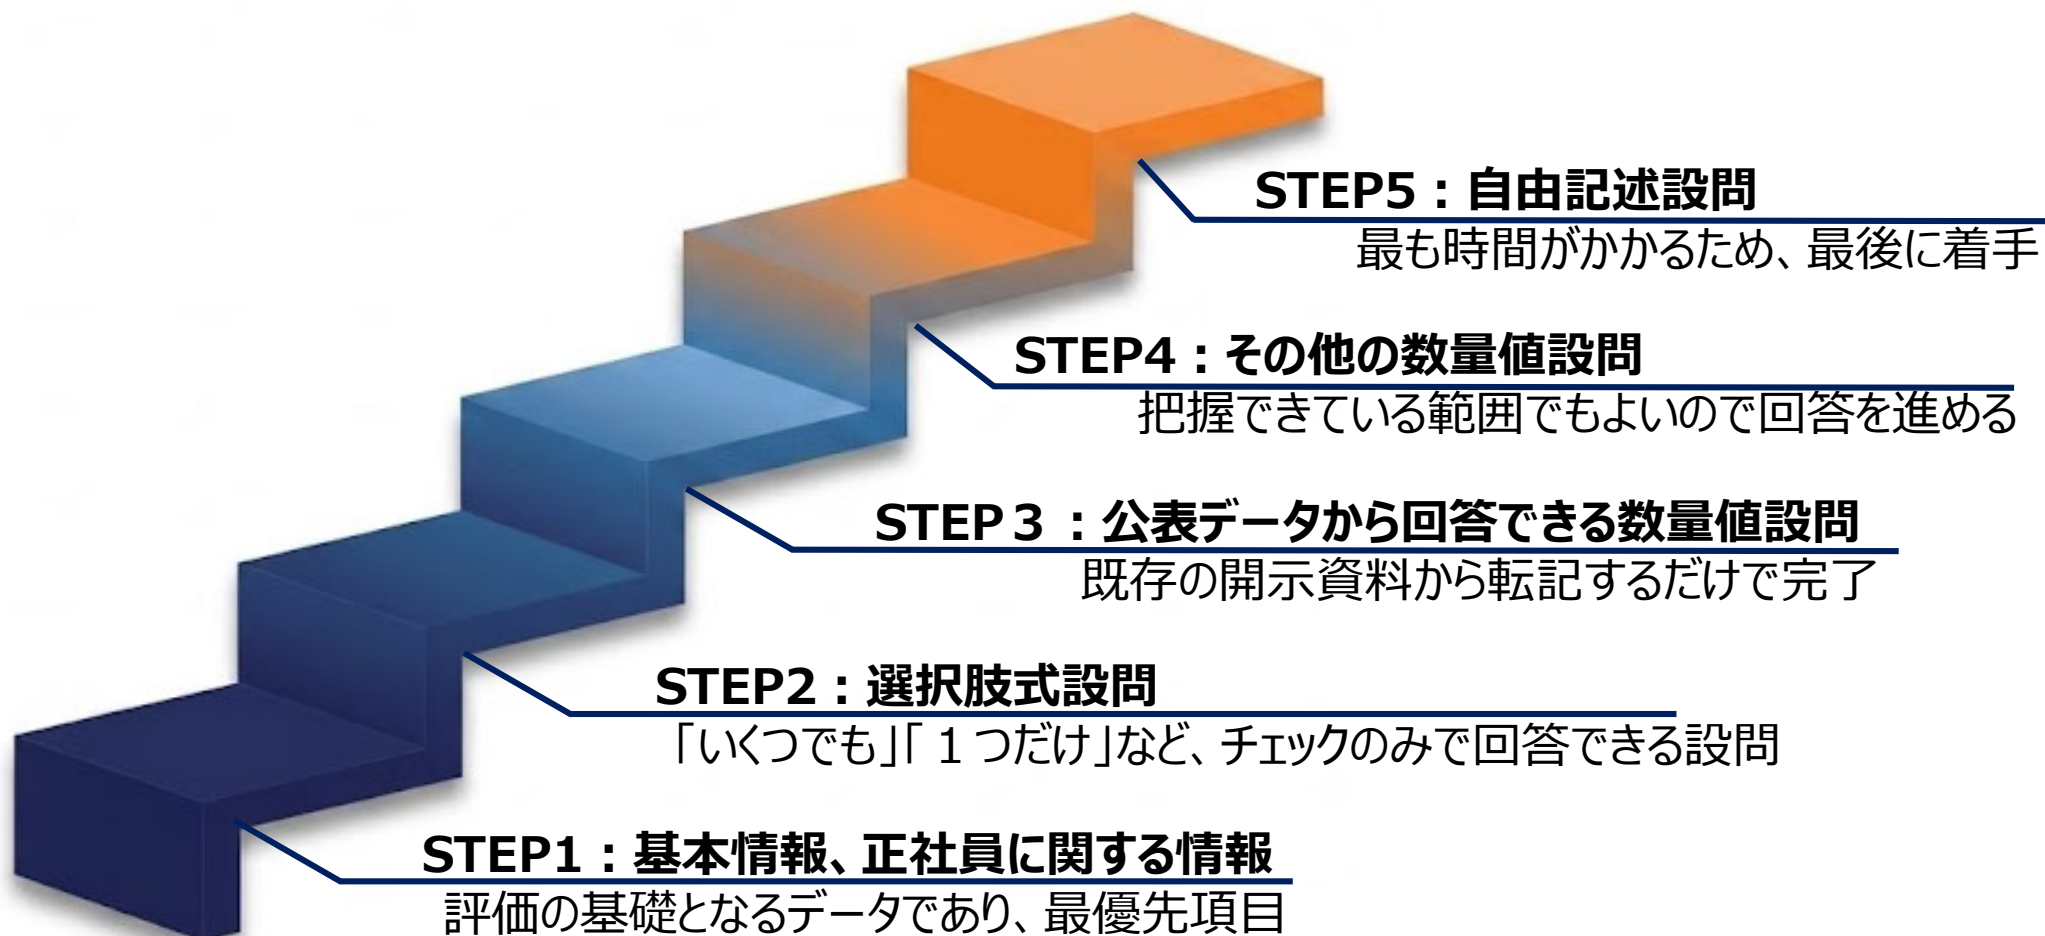 STEP5：自由記述設問
最も時間がかかるため、最後に着手
STEP4：その他の数量値設問
把握できている範囲でもよいので回答を進める
STEP３：公表データから回答できる数量値設問
既存の開示資料から転記するだけで完了
STEP2：選択肢式設問
「いくつでも」「１つだけ」など、チェックのみで回答できる設問
STEP1：基本情報、正社員に関する情報
評価の基礎となるデータであり、最優先項目